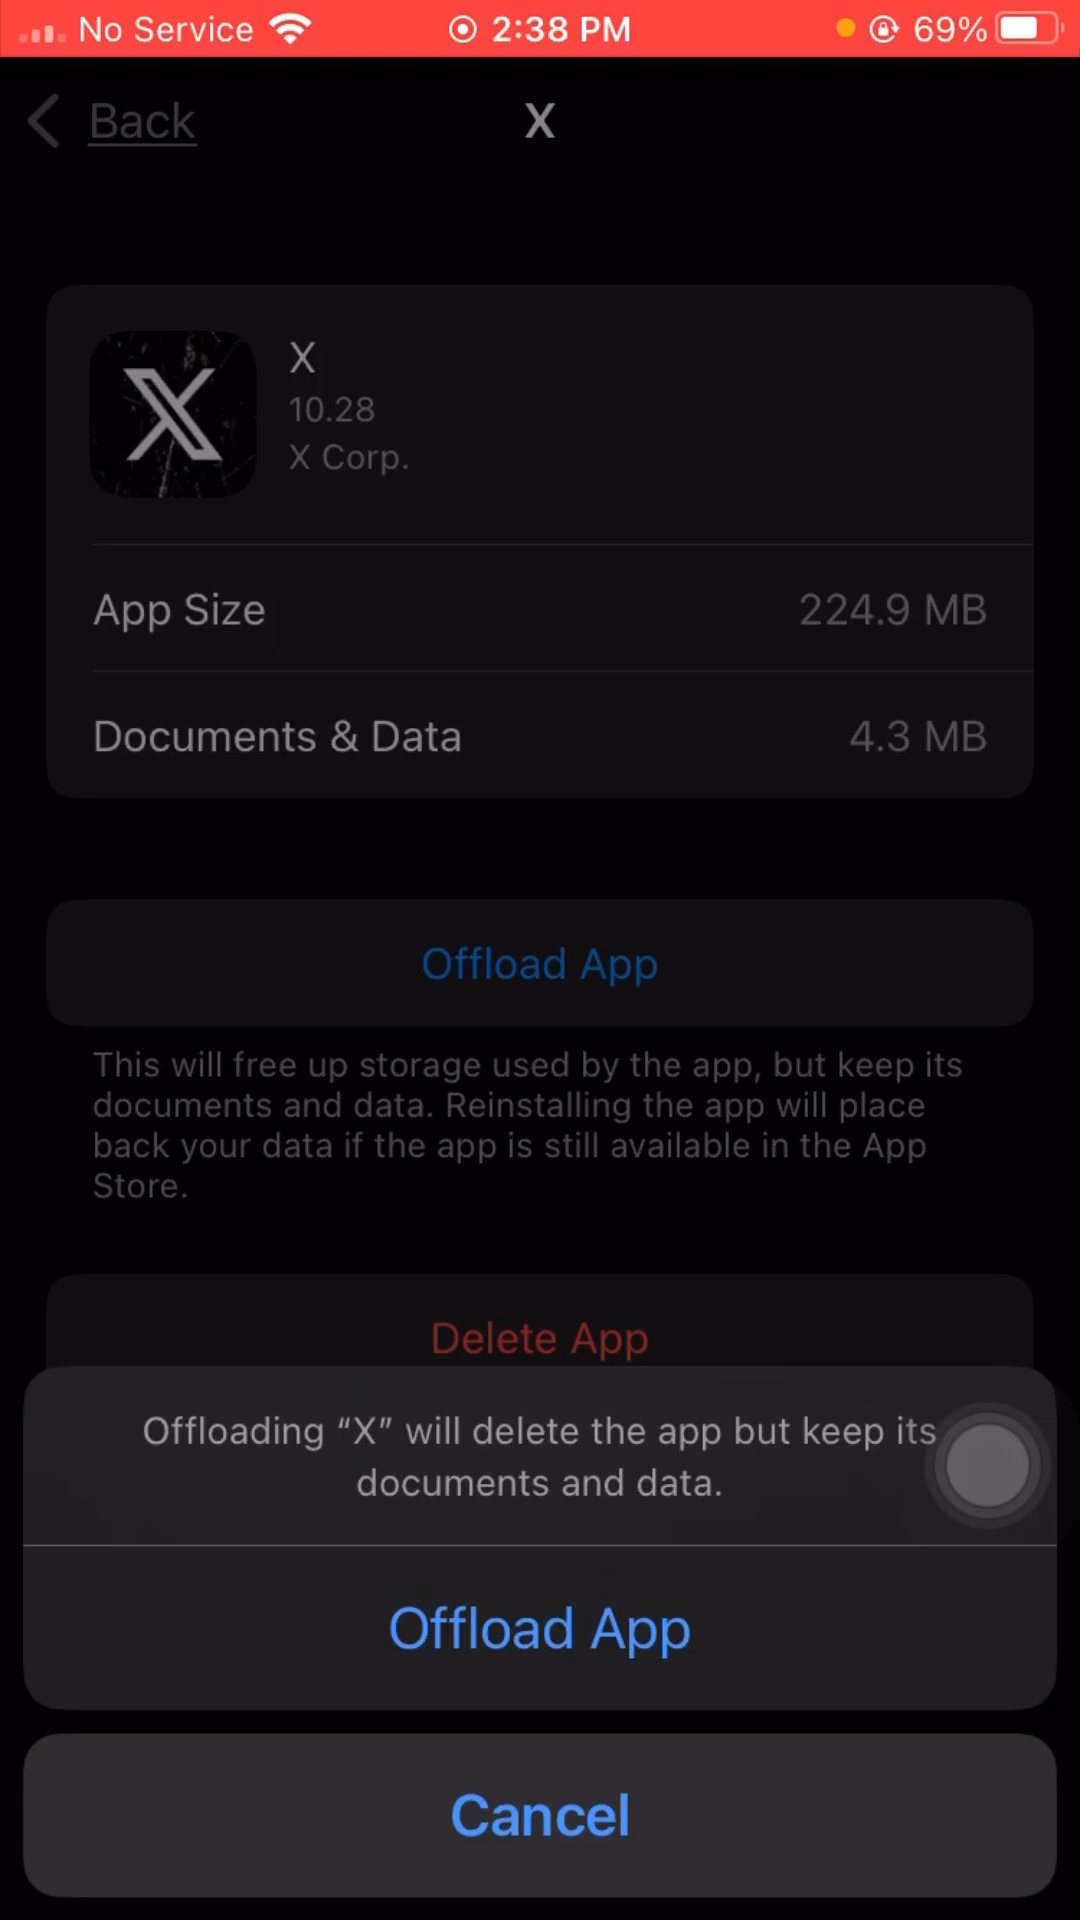 No Service 2:38 PM 69%
Back X
X
10.28
X Corp.
App Size 224.9 MB
Documents & Data 4.3 MB
Offload App
This will free up storage used by the app, but keep its
documents and data. Reinstalling the app will place
back your data if the app is still available in the App
Store.
Delete App
Offloading “X” will delete the app but keep its
documents and data.
Offload App
Cancel